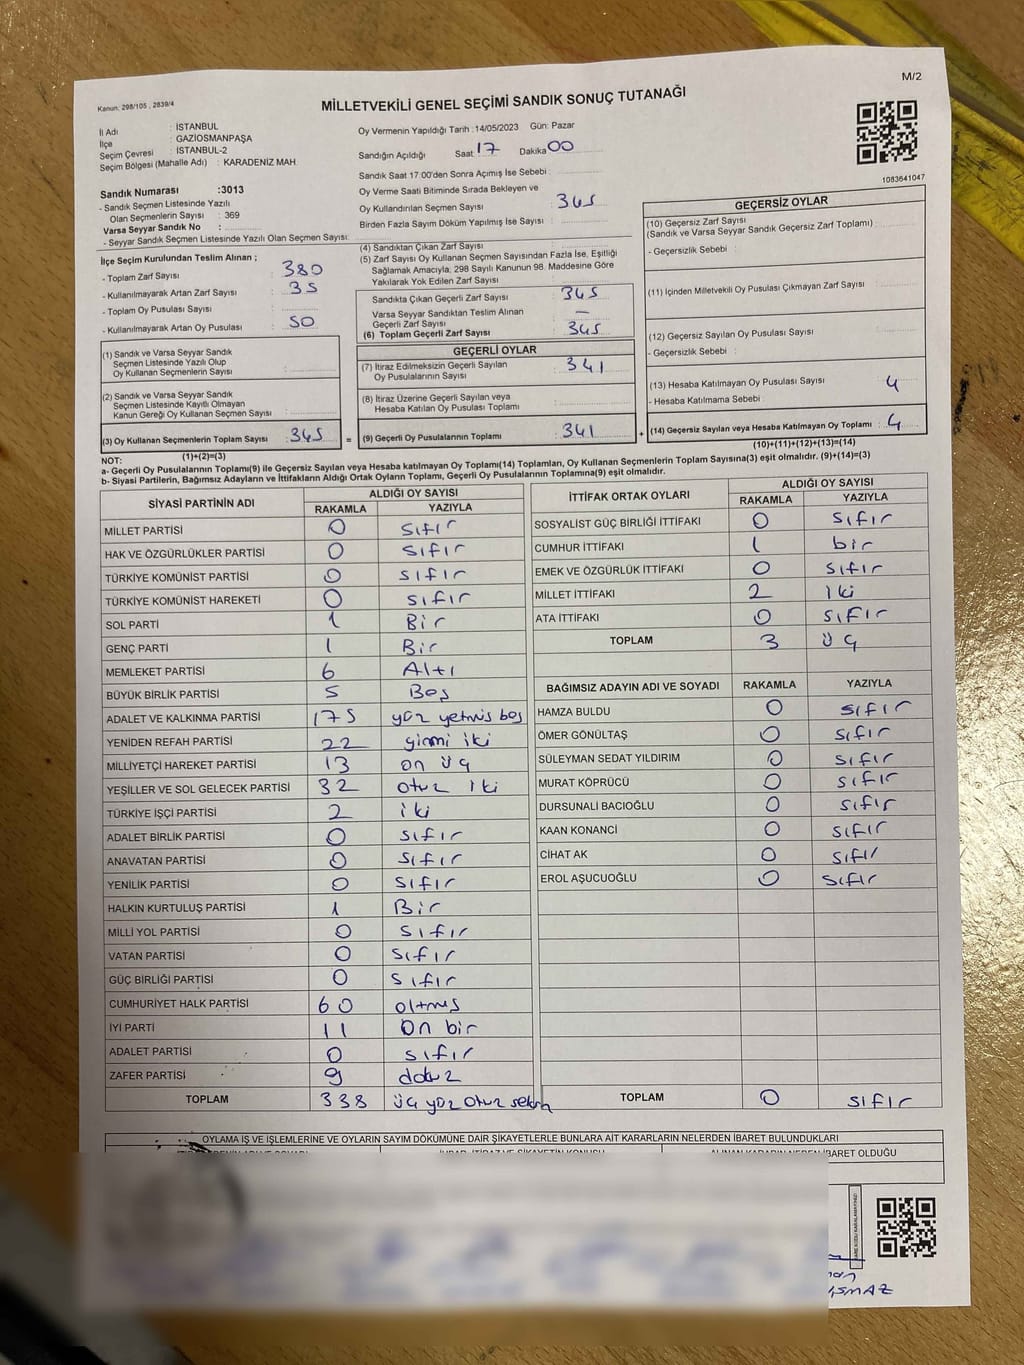 M/2
Kanun: 298/105 , 2839/4
MİLLETVEKİLİ GENEL SEÇİMİ SANDIK SONUÇ TUTANAĞI
İl Adı : İSTANBUL
İlçe : GAZİOSMANPAŞA
Seçim Çevresi : İSTANBUL-2
Seçim Bölgesi (Mahalle Adı) : KARADENİZ MAH
Sandık Numarası :3013
- Sandık Seçmen Listesinde Yazılı
Olan Seçmenlerin Sayısı : 369
Varsa Seyyar Sandık No :
- Seyyar Sandık Seçmen Listesinde Yazılı Olan Seçmen Sayısı:
Oy Vermenin Yapıldığı Tarih :14/05/2023 Gün: Pazar
Sandığın Açıldığı Saat 17 Dakika 00
Sandık Saat 17:00'den Sonra Açımış İse Sebebi :
Oy Verme Saati Bitiminde Sırada Bekleyen ve
Oy Kullandırılan Seçmen Sayısı : 345
Birden Fazla Sayım Döküm Yapılmış İse Sayısı :
1083641047
İlçe Seçim Kurulundan Teslim Alınan ;
- Toplam Zarf Sayısı : 380
- Kullanılmayarak Artan Zarf Sayısı : 35
- Toplam Oy Pusulası Sayısı :
- Kullanılmayarak Artan Oy Pusulası : 50
(1) Sandık ve Varsa Seyyar Sandık
Seçmen Listesinde Yazılı Olup
Oy Kullanan Seçmenlerin Sayısı :
(2) Sandık ve Varsa Seyyar Sandık
Seçmen Listesinde Kayıtlı Olmayan
Kanun Gereği Oy Kullanan Seçmen Sayısı :
(3) Oy Kullanan Seçmenlerin Toplam Sayısı : 345
(1)+(2)=(3)
(4) Sandıktan Çıkan Zarf Sayısı :
(5) Zarf Sayısı Oy Kullanan Seçmen Sayısından Fazla İse, Eşitliği
Sağlamak Amacıyla; 298 Sayılı Kanunun 98. Maddesine Göre
Yakılarak Yok Edilen Zarf Sayısı :
Sandıkta Çıkan Geçerli Zarf Sayısı : 345
Varsa Seyyar Sandıktan Teslim Alınan
Geçerli Zarf Sayısı : –
(6) Toplam Geçerli Zarf Sayısı : 345
GEÇERLİ OYLAR
(7) İtiraz Edilmeksizin Geçerli Sayılan
Oy Pusulalarının Sayısı : 341
(8) İtiraz Üzerine Geçerli Sayılan veya
Hesaba Katılan Oy Pusulası Toplamı :
= (9) Geçerli Oy Pusulalarının Toplamı : 341
GEÇERSİZ OYLAR
(10) Geçersiz Zarf Sayısı
(Sandık ve Varsa Seyyar Sandık Geçersiz Zarf Toplamı) :
- Geçersizlik Sebebi :
(11) İçinden Milletvekili Oy Pusulası Çıkmayan Zarf Sayısı :
(12) Geçersiz Sayılan Oy Pusulası Sayısı :
- Geçersizlik Sebebi :
(13) Hesaba Katılmayan Oy Pusulası Sayısı : 4
- Hesaba Katılmama Sebebi :
+ (14) Geçersiz Sayılan veya Hesaba Katılmayan Oy Toplamı : 4
(10)+(11)+(12)+(13)=(14)
NOT:
a- Geçerli Oy Pusulalarının Toplamı(9) ile Geçersiz Sayılan veya Hesaba katılmayan Oy Toplamı(14) Toplamları, Oy Kullanan Seçmenlerin Toplam Sayısına(3) eşit olmalıdır. (9)+(14)=(3)
b- Siyasi Partilerin, Bağımsız Adayların ve İttifakların Aldığı Ortak Oyların Toplamı, Geçerli Oy Pusulalarının Toplamına(9) eşit olmalıdır.
SİYASİ PARTİNİN ADI ALDIĞI OY SAYISI
RAKAMLA YAZIYLA
MİLLET PARTİSİ 0 sıfır
HAK VE ÖZGÜRLÜKLER PARTİSİ 0 sıfır
TÜRKİYE KOMÜNİST PARTİSİ 0 sıfır
TÜRKİYE KOMÜNİST HAREKETİ 0 sıfır
SOL PARTİ 1 Bir
GENÇ PARTİ 1 Bir
MEMLEKET PARTİSİ 6 Altı
BÜYÜK BİRLİK PARTİSİ 5 Beş
ADALET VE KALKINMA PARTİSİ 175 yüz yetmiş beş
YENİDEN REFAH PARTİSİ 22 yirmi iki
MİLLİYETÇİ HAREKET PARTİSİ 13 on üç
YEŞİLLER VE SOL GELECEK PARTİSİ 32 otuz iki
TÜRKİYE İŞÇİ PARTİSİ 2 iki
ADALET BİRLİK PARTİSİ 0 sıfır
ANAVATAN PARTİSİ 0 sıfır
YENİLİK PARTİSİ 0 sıfır
HALKIN KURTULUŞ PARTİSİ 1 Bir
MİLLİ YOL PARTİSİ 0 sıfır
VATAN PARTİSİ 0 sıfır
GÜÇ BİRLİĞİ PARTİSİ 0 sıfır
CUMHURİYET HALK PARTİSİ 60 altmış
İYİ PARTİ 11 On bir
ADALET PARTİSİ 0 sıfır
ZAFER PARTİSİ 9 dokuz
TOPLAM 338 üç yüz otuz sekiz
İTTİFAK ORTAK OYLARI ALDIĞI OY SAYISI
RAKAMLA YAZIYLA
SOSYALİST GÜÇ BİRLİĞİ İTTİFAKI 0 sıfır
CUMHUR İTTİFAKI 1 bir
EMEK VE ÖZGÜRLÜK İTTİFAKI 0 sıfır
MİLLET İTTİFAKI 2 iki
ATA İTTİFAKI 0 sıfır
TOPLAM 3 üç
BAĞIMSIZ ADAYIN ADI VE SOYADI RAKAMLA YAZIYLA
HAMZA BULDU 0 sıfır
ÖMER GÖNÜLTAŞ 0 sıfır
SÜLEYMAN SEDAT YILDIRIM 0 sıfır
MURAT KÖPRÜCÜ 0 sıfır
DURSUNALİ BACIOĞLU 0 sıfır
KAAN KONANCİ 0 sıfır
CİHAT AK 0 sıfır
EROL AŞUCUOĞLU 0 sıfır
TOPLAM 0 sıfır
OYLAMA İŞ VE İŞLEMLERİNE VE OYLARIN SAYIM DÖKÜMÜNE DAİR ŞİKAYETLERLE BUNLARA AİT KARARLARIN NELERDEN İBARET BULUNDUKLARI
ALINAN KARARIN NEDEN İBARET OLDUĞU